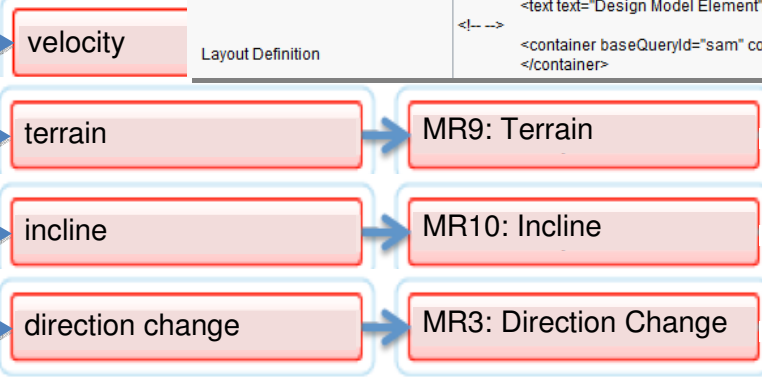 <text text="Design Model Element"
<!-- -->
velocity
Layout Definition
<container baseQueryId="sam" co
</container>
terrain
MR9: Terrain
incline
MR10: Incline
direction change
MR3: Direction Change